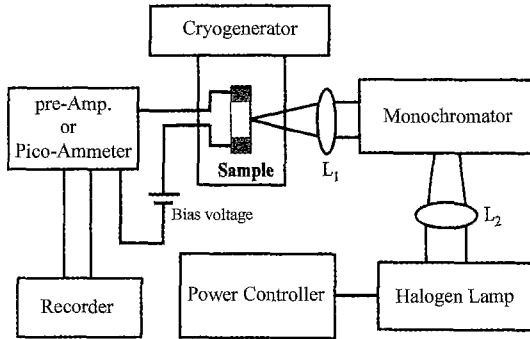 Cryogenerator
pre-Amp.
or
Pico-Ammeter
Sample
L1
Monochromator
Bias voltage
L2
Recorder
Power Controller
Halogen Lamp